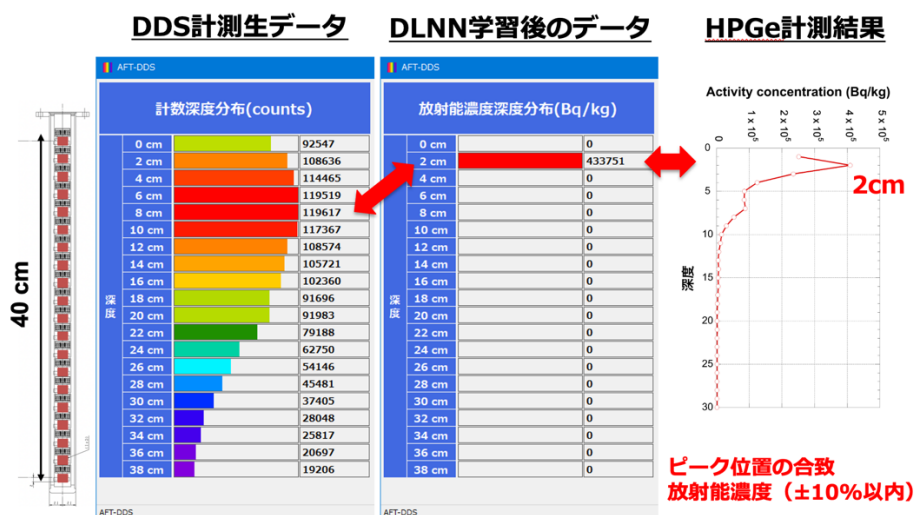 DDS計測生データ
DLNN学習後のデータ
HPGe計測結果
AFT-DDS
AFT-DDS
計数深度分布(counts)
放射能濃度深度分布(Bq/kg)
40 cm
深度
0 cm 92547
2 cm 108636
4 cm 114465
6 cm 119519
8 cm 119617
10 cm 117367
12 cm 108574
14 cm 105721
16 cm 102360
18 cm 91696
20 cm 91983
22 cm 79188
24 cm 62750
26 cm 54146
28 cm 45481
30 cm 37405
32 cm 28048
34 cm 25817
36 cm 20697
38 cm 19206
AFT-DDS
深度
0 cm 0
2 cm 433751
4 cm 0
6 cm 0
8 cm 0
10 cm 0
12 cm 0
14 cm 0
16 cm 0
18 cm 0
20 cm 0
22 cm 0
24 cm 0
26 cm 0
28 cm 0
30 cm 0
32 cm 0
34 cm 0
36 cm 0
38 cm 0
AFT-DDS
Activity concentration (Bq/kg)
0
1 x 10⁵
2 x 10⁵
3 x 10⁵
4 x 10⁵
5 x 10⁵
0
5
10
15
20
25
30
深度
2cm
ピーク位置の合致
放射能濃度（±10%以内）